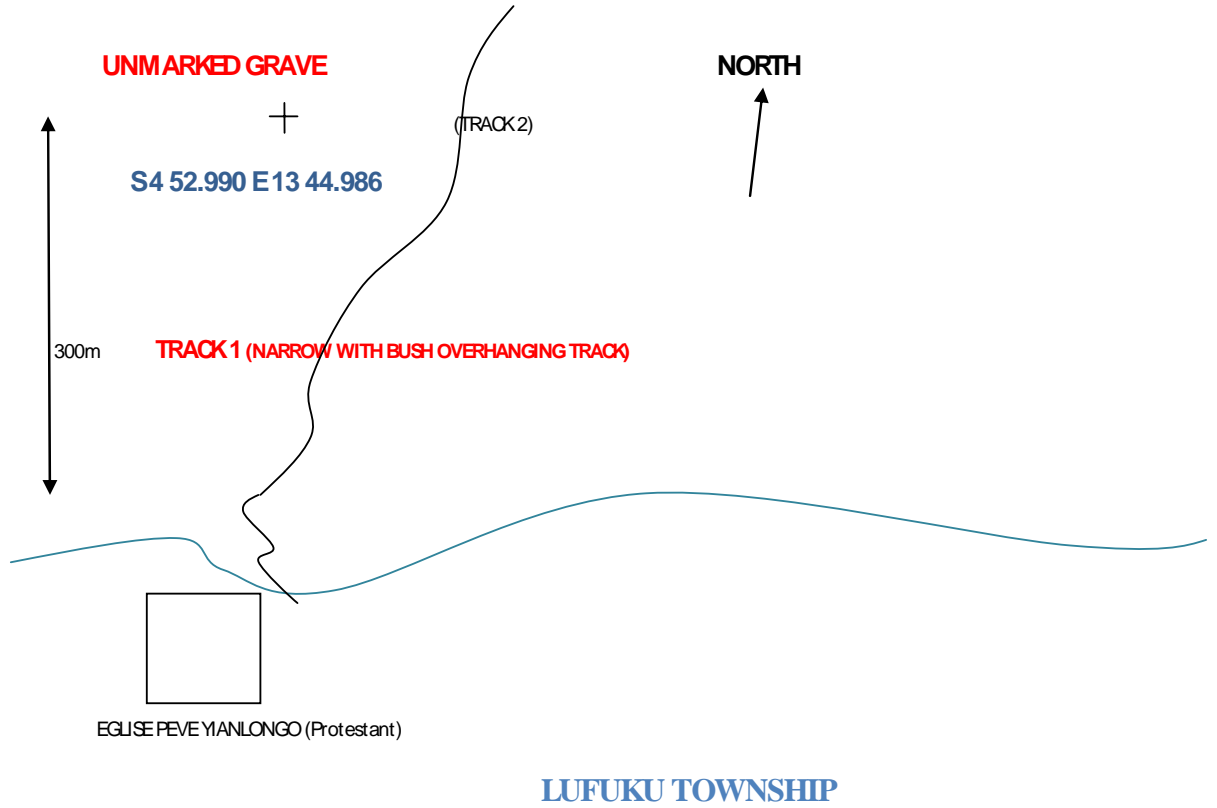 UNMARKED GRAVE
NORTH
(TRACK 2)
S4 52.990 E13 44.986
300m
TRACK 1 (NARROW WITH BUSH OVERHANGING TRACK)
EGLISE PEVE YIANLONGO (Protestant)
LUFUKU TOWNSHIP